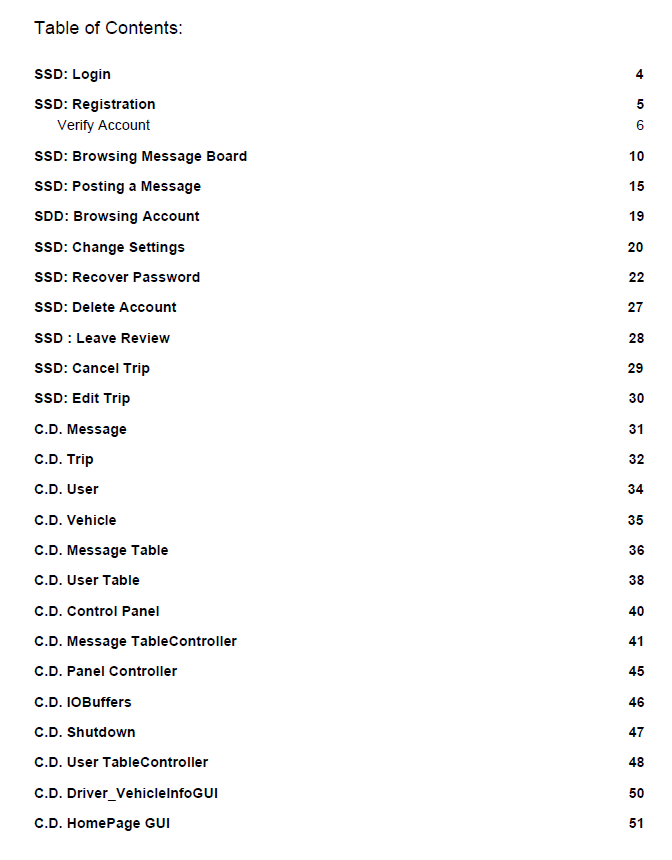 Table of Contents:
SSD: Login 4
SSD: Registration 5
Verify Account 6
SSD: Browsing Message Board 10
SSD: Posting a Message 15
SDD: Browsing Account 19
SSD: Change Settings 20
SSD: Recover Password 22
SSD: Delete Account 27
SSD : Leave Review 28
SSD: Cancel Trip 29
SSD: Edit Trip 30
C.D. Message 31
C.D. Trip 32
C.D. User 34
C.D. Vehicle 35
C.D. Message Table 36
C.D. User Table 38
C.D. Control Panel 40
C.D. Message TableController 41
C.D. Panel Controller 45
C.D. IOBuffers 46
C.D. Shutdown 47
C.D. User TableController 48
C.D. Driver_VehicleInfoGUI 50
C.D. HomePage GUI 51